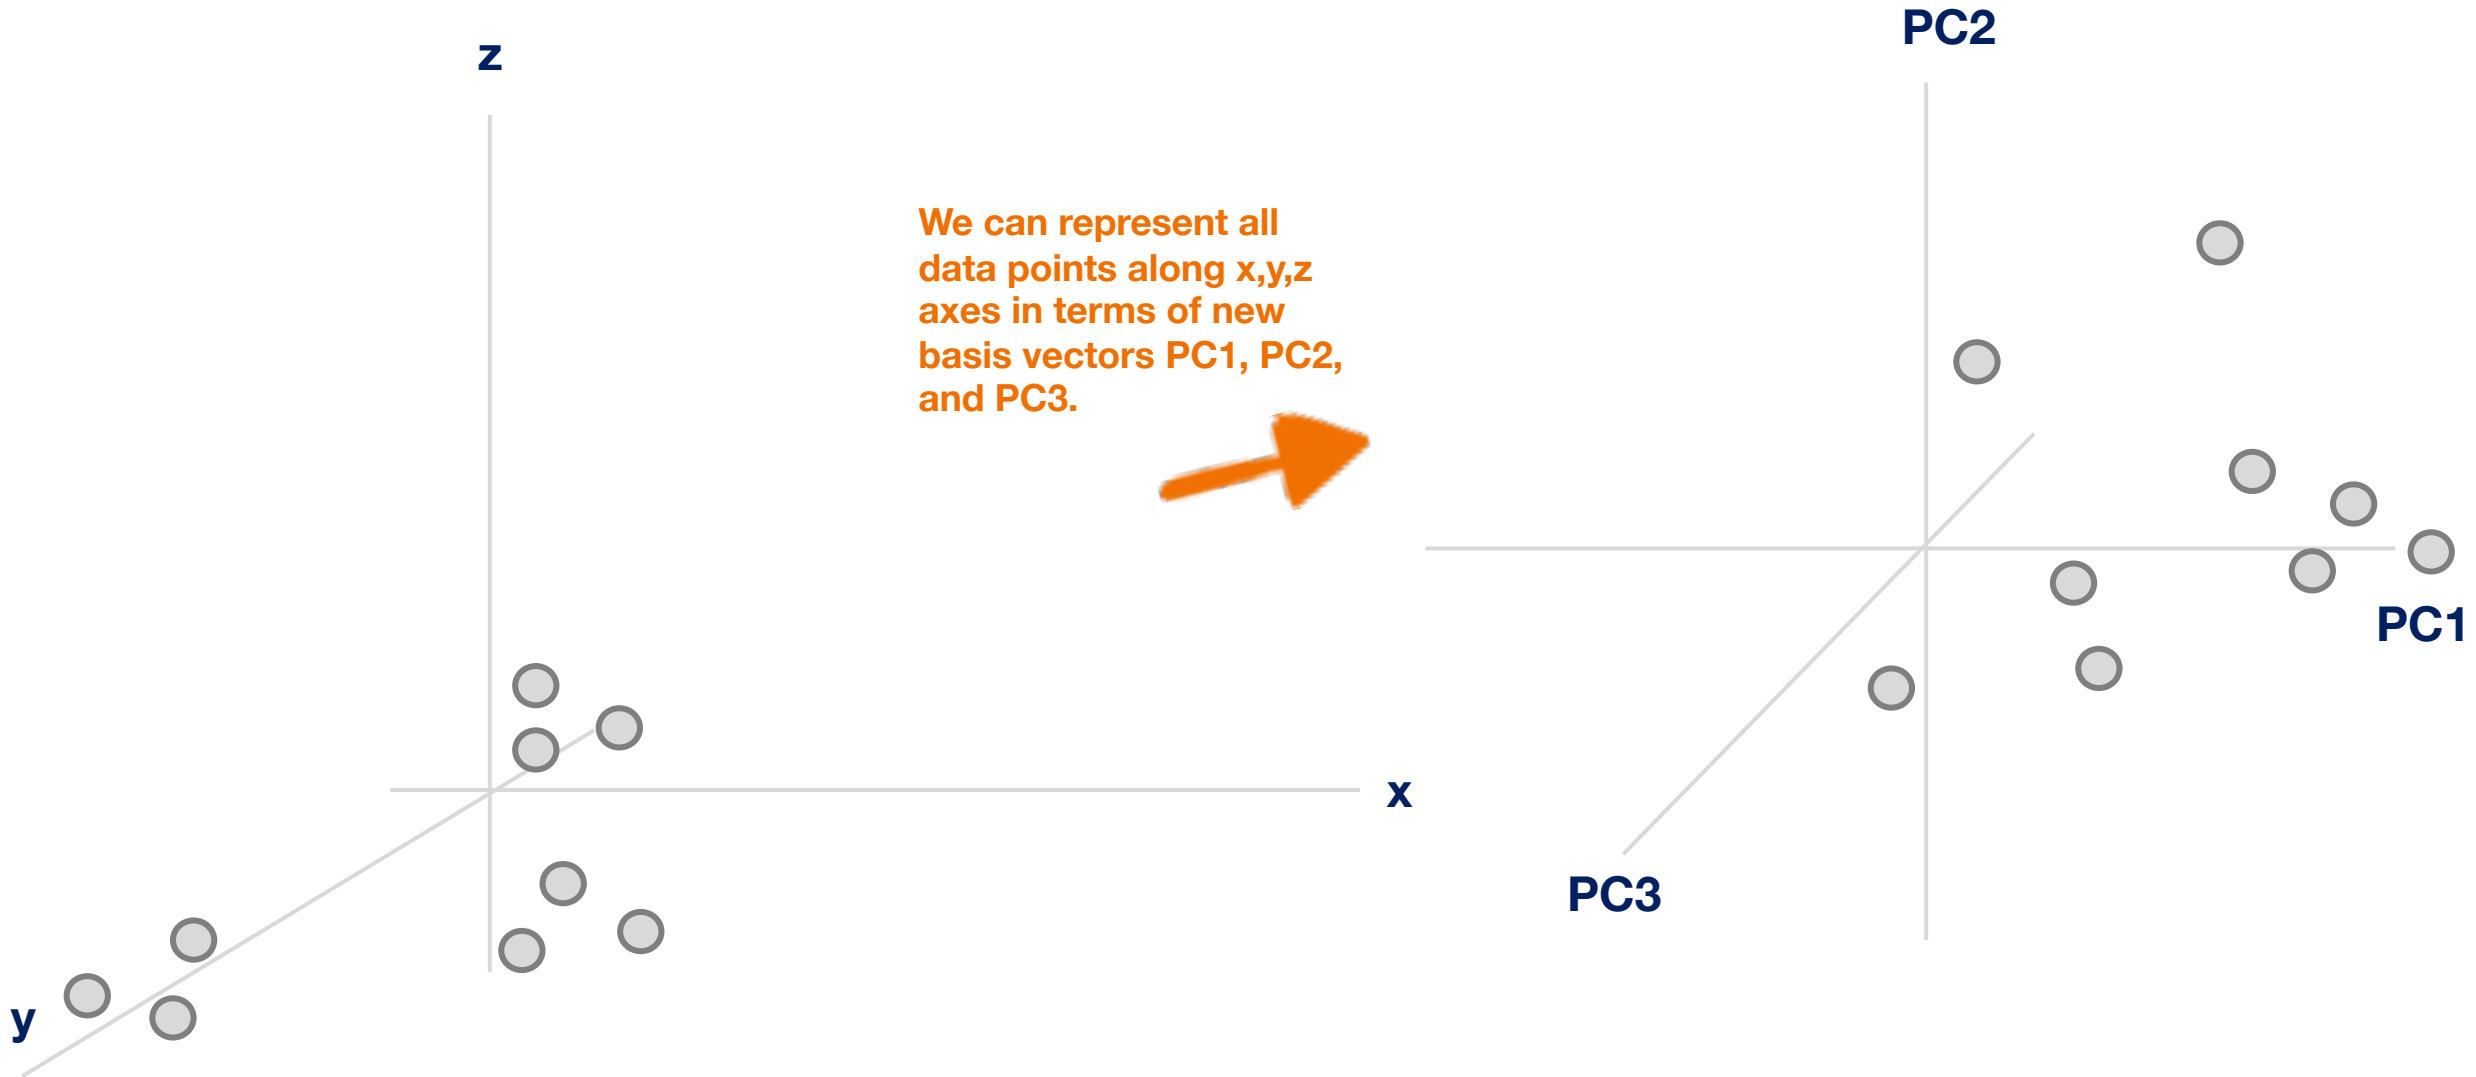 z
We can represent all
data points along x,y,z
axes in terms of new
basis vectors PC1, PC2,
and PC3.
x
y
PC2
PC1
PC3